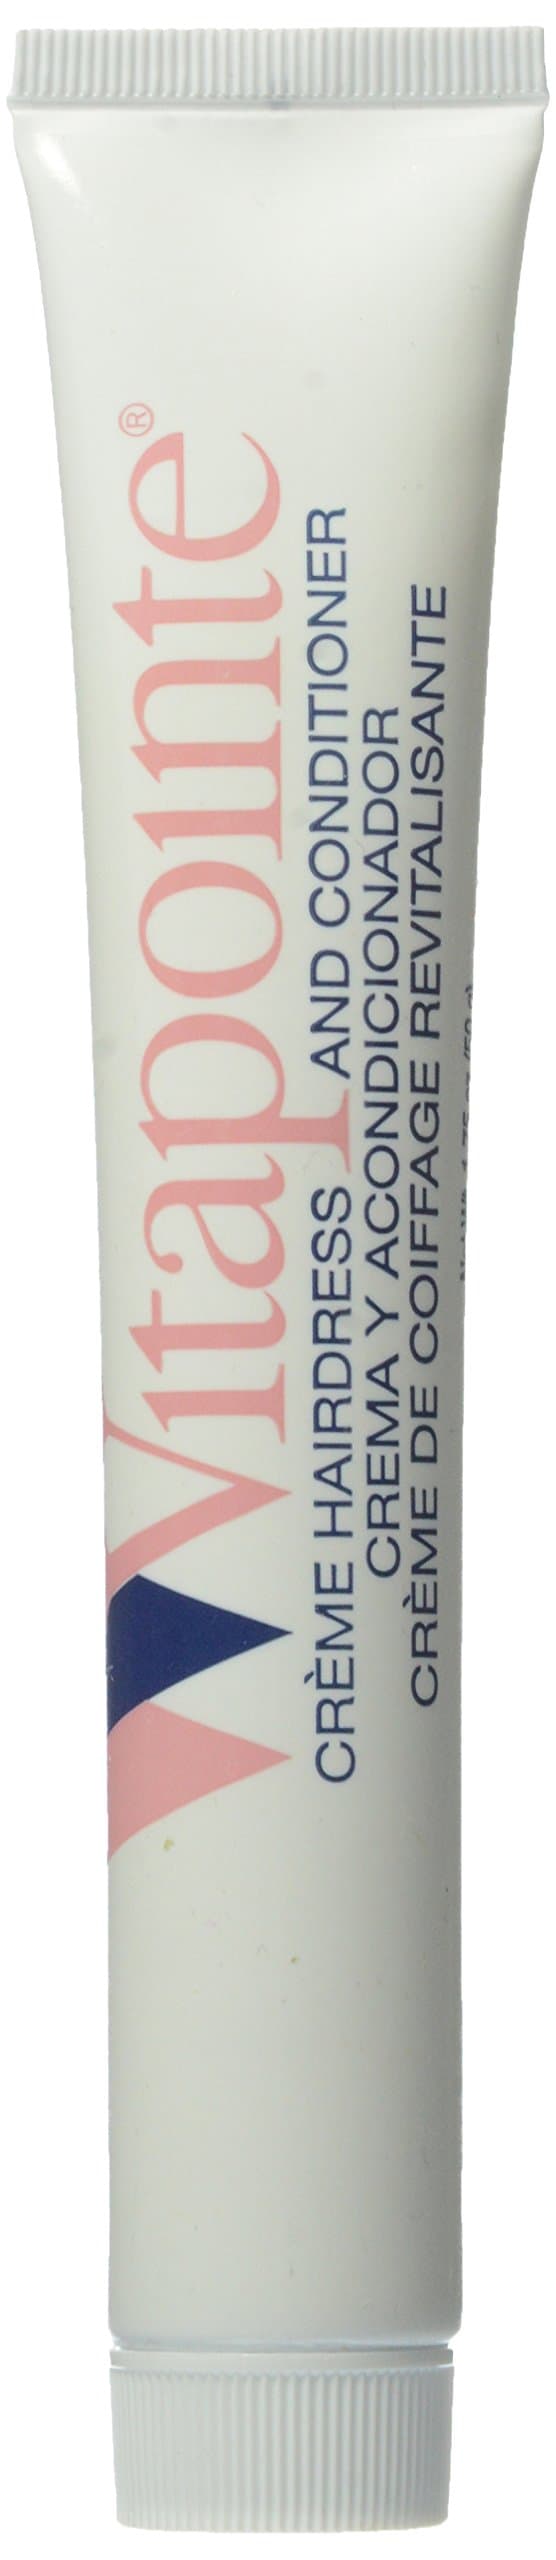 Vitapointe®
CRÈME HAIRDRESS AND CONDITIONER
CREMA Y ACONDICIONADOR
CRÈME DE COIFFAGE REVITALISANTE